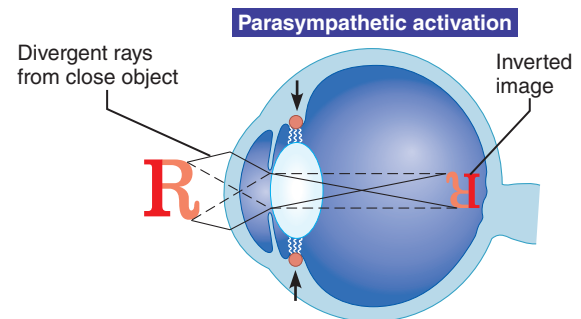 Parasympathetic activation
Divergent rays
from close object
Inverted
image
R
R